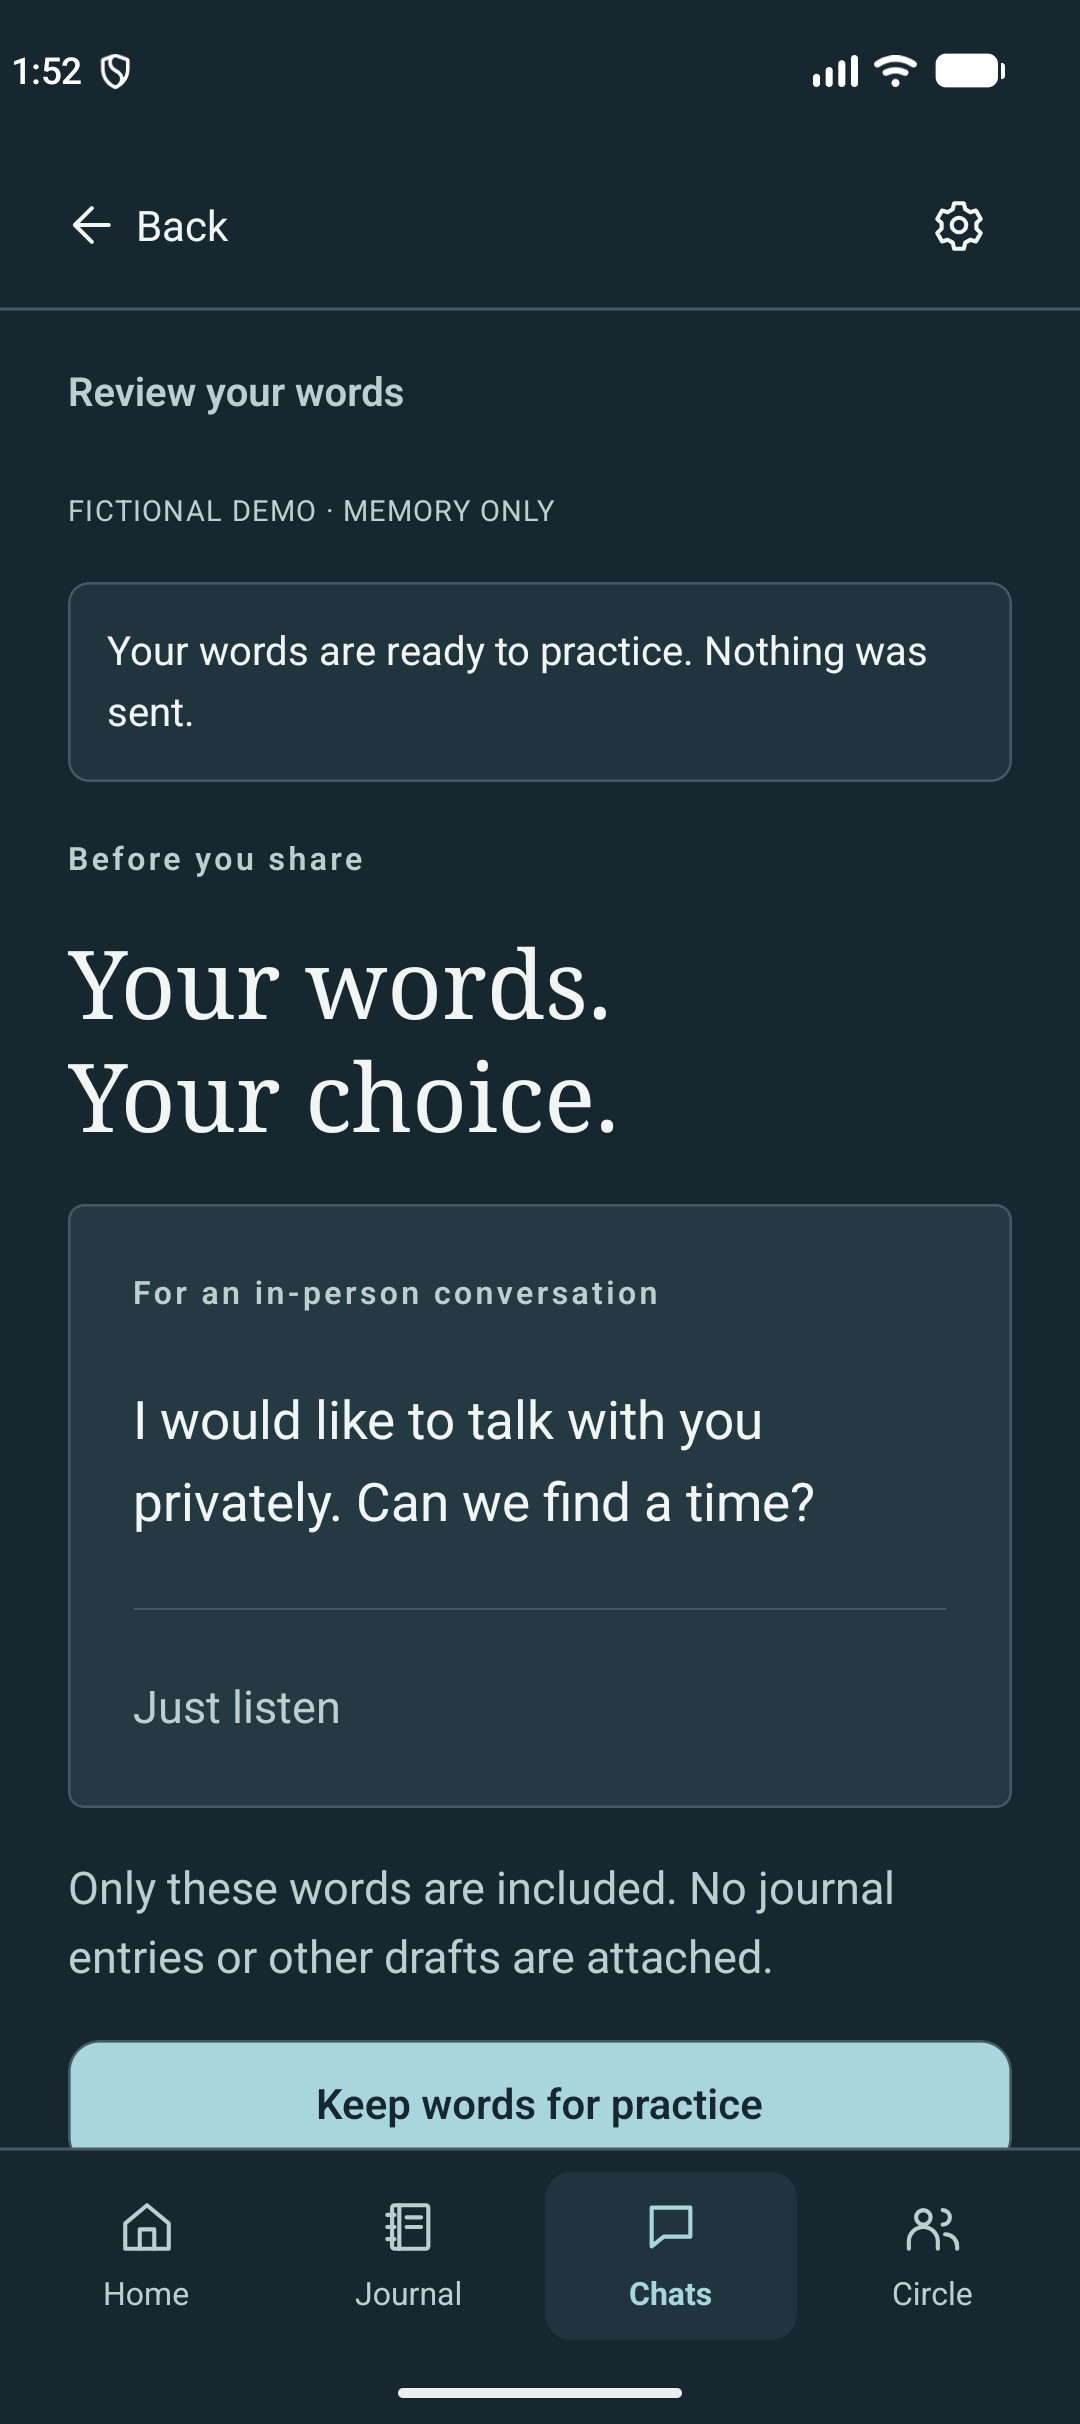 1:52
Back
Review your words
FICTIONAL DEMO · MEMORY ONLY
Your words are ready to practice. Nothing was
sent.
Before you share
Your words.
Your choice.
For an in-person conversation
I would like to talk with you
privately. Can we find a time?
Just listen
Only these words are included. No journal
entries or other drafts are attached.
Keep words for practice
Home
Journal
Chats
Circle